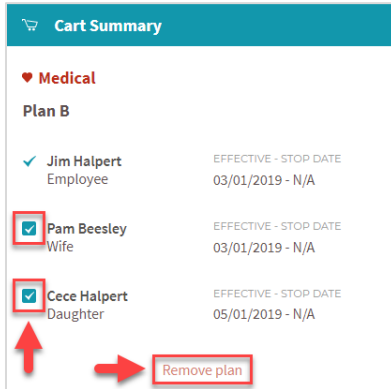 Cart Summary
Medical
Plan B
Jim Halpert EFFECTIVE - STOP DATE
Employee 03/01/2019 - N/A
Pam Beesley EFFECTIVE - STOP DATE
Wife 03/01/2019 - N/A
Cece Halpert EFFECTIVE - STOP DATE
Daughter 05/01/2019 - N/A
Remove plan